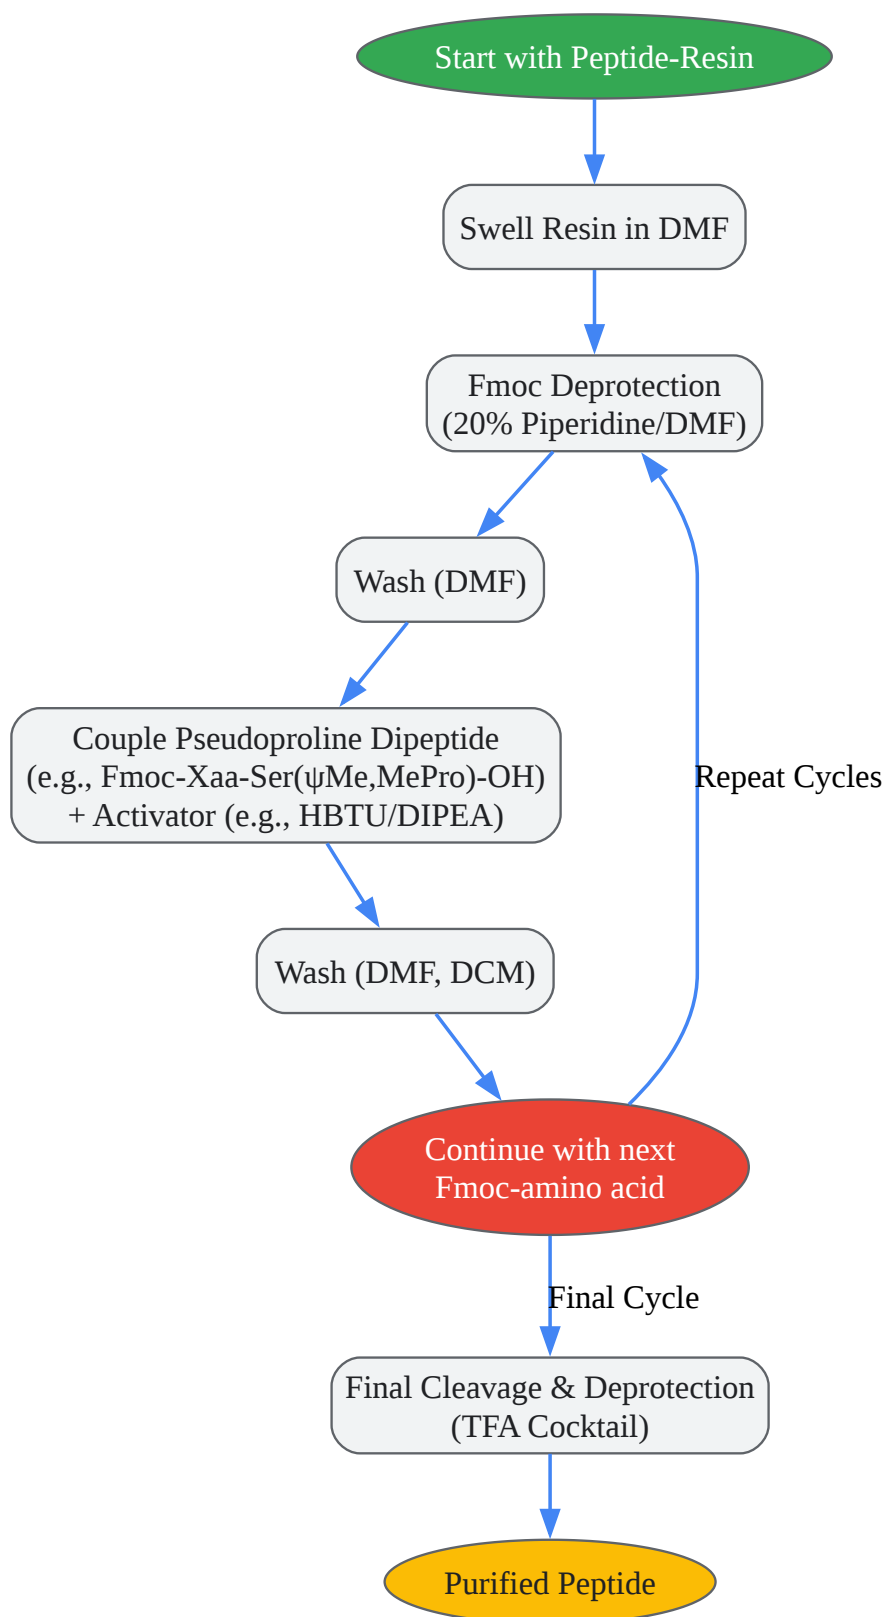 Start with Peptide-Resin
Swell Resin in DMF
Fmoc Deprotection
(20% Piperidine/DMF)
Wash (DMF)
Couple Pseudoproline Dipeptide
(e.g., Fmoc-Xaa-Ser(ψMe,MePro)-OH)
+ Activator (e.g., HBTU/DIPEA)
Repeat Cycles
Wash (DMF, DCM)
Continue with next
Fmoc-amino acid
Final Cycle
Final Cleavage & Deprotection
(TFA Cocktail)
Purified Peptide